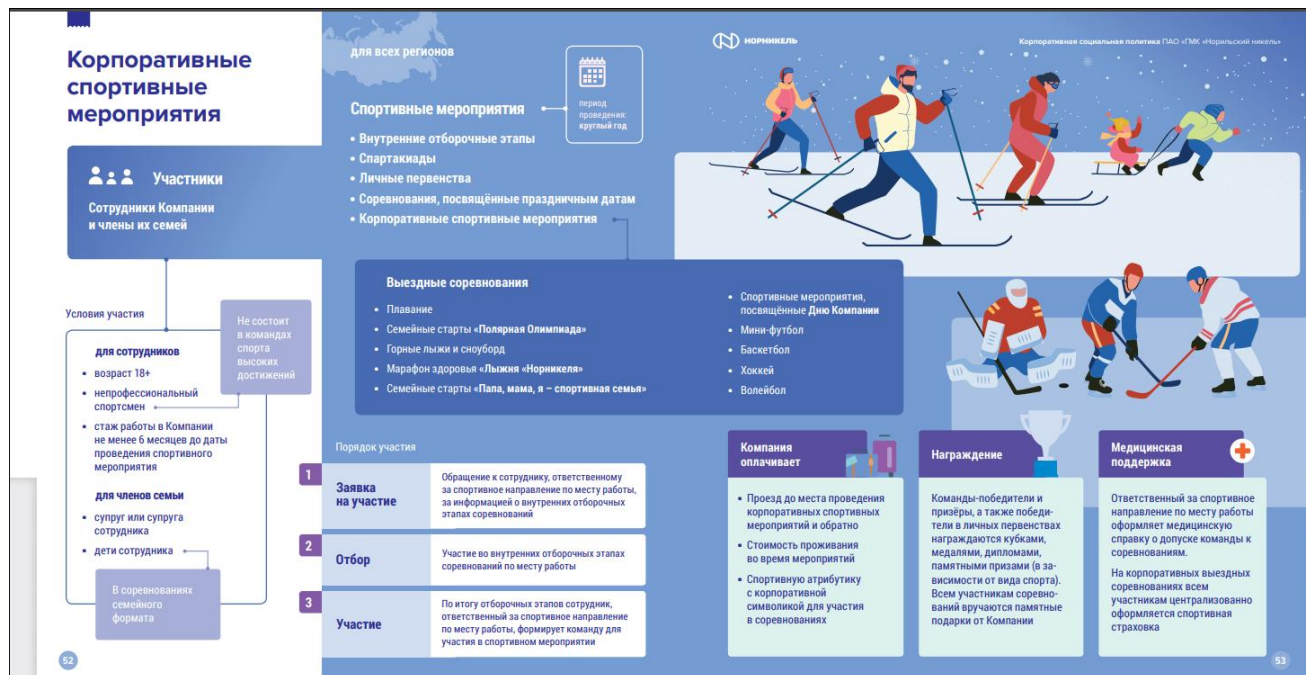 Корпоративные
спортивные
мероприятия
Участники
Сотрудники Компании
и члены их семей
Условия участия
Не состоит
в командах
спорта
высоких
достижений
для сотрудников
• возраст 18+
• непрофессиональный
спортсмен
• стаж работы в Компании
не менее 6 месяцев до даты
проведения спортивного
мероприятия
для членов семьи
• супруг или супруга
сотрудника
• дети сотрудника
В соревнованиях
семейного
формата
52
для всех регионов
период
проведения:
круглый год
Спортивные мероприятия
• Внутренние отборочные этапы
• Спартакиады
• Личные первенства
• Соревнования, посвящённые праздничным датам
• Корпоративные спортивные мероприятия
НОРНИКЕЛЬ
Корпоративная социальная политика ПАО «ГМК «Норильский никель»
Выездные соревнования
• Плавание
• Семейные старты «Полярная Олимпиада»
• Горные лыжи и сноуборд
• Марафон здоровья «Лыжня «Норникеля»
• Семейные старты «Папа, мама, я – спортивная семья»
• Спортивные мероприятия,
посвящённые Дню Компании
• Мини-футбол
• Баскетбол
• Хоккей
• Волейбол
Порядок участия
1
Заявка
на участие
Обращение к сотруднику, ответственному
за спортивное направление по месту работы,
за информацией о внутренних отборочных
этапах соревнований
2
Отбор
Участие во внутренних отборочных этапах
соревнований по месту работы
3
Участие
По итогу отборочных этапов сотрудник,
ответственный за спортивное направление
по месту работы, формирует команду для
участия в спортивном мероприятии
Компания
оплачивает
• Проезд до места проведения
корпоративных спортивных
мероприятий и обратно
• Стоимость проживания
во время мероприятий
• Спортивную атрибутику
с корпоративной
символикой для участия
в соревнованиях
Награждение
Команды-победители и
призёры, а также победи-
тели в личных первенствах
награждаются кубками,
медалями, дипломами,
памятными призами (в за-
висимости от вида спорта).
Всем участникам соревно-
ваний вручаются памятные
подарки от Компании
Медицинская
поддержка
Ответственный за спортивное
направление по месту работы
оформляет медицинскую
справку о допуске команды к
соревнованиям.
На корпоративных выездных
соревнованиях всем
участникам централизованно
оформляется спортивная
страховка
53